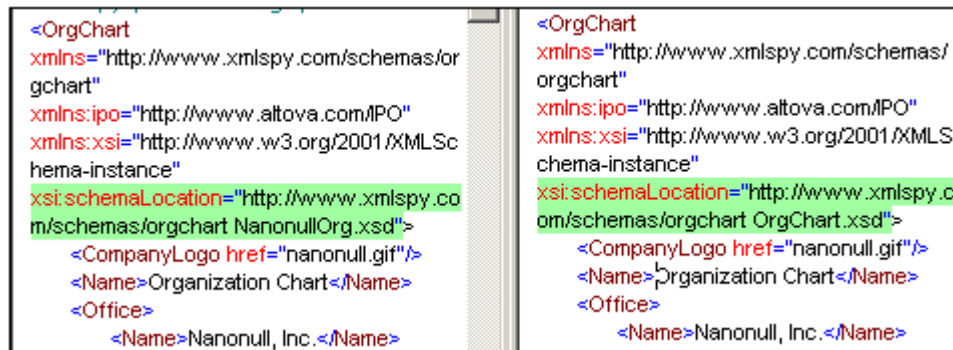 <OrgChart
xmlns="http://www.xmlspy.com/schemas/or
gchart"
xmlns:ipo="http://www.altova.com/IPO"
xmlns:xsi="http://www.w3.org/2001/XMLSc
hema-instance"
xsi:schemaLocation="http://www.xmlspy.co
m/schemas/orgchart NanonullOrg.xsd">
<CompanyLogo href="nanonull.gif"/>
<Name>Organization Chart</Name>
<Office>
<Name>Nanonull, Inc.</Name>
<OrgChart
xmlns="http://www.xmlspy.com/schemas/
orgchart"
xmlns:ipo="http://www.altova.com/IPO"
xmlns:xsi="http://www.w3.org/2001/XMLS
chema-instance"
xsi:schemaLocation="http://www.xmlspy.c
om/schemas/orgchart OrgChart.xsd">
<CompanyLogo href="nanonull.gif"/>
<Name>Organization Chart</Name>
<Office>
<Name>Nanonull, Inc.</Name>